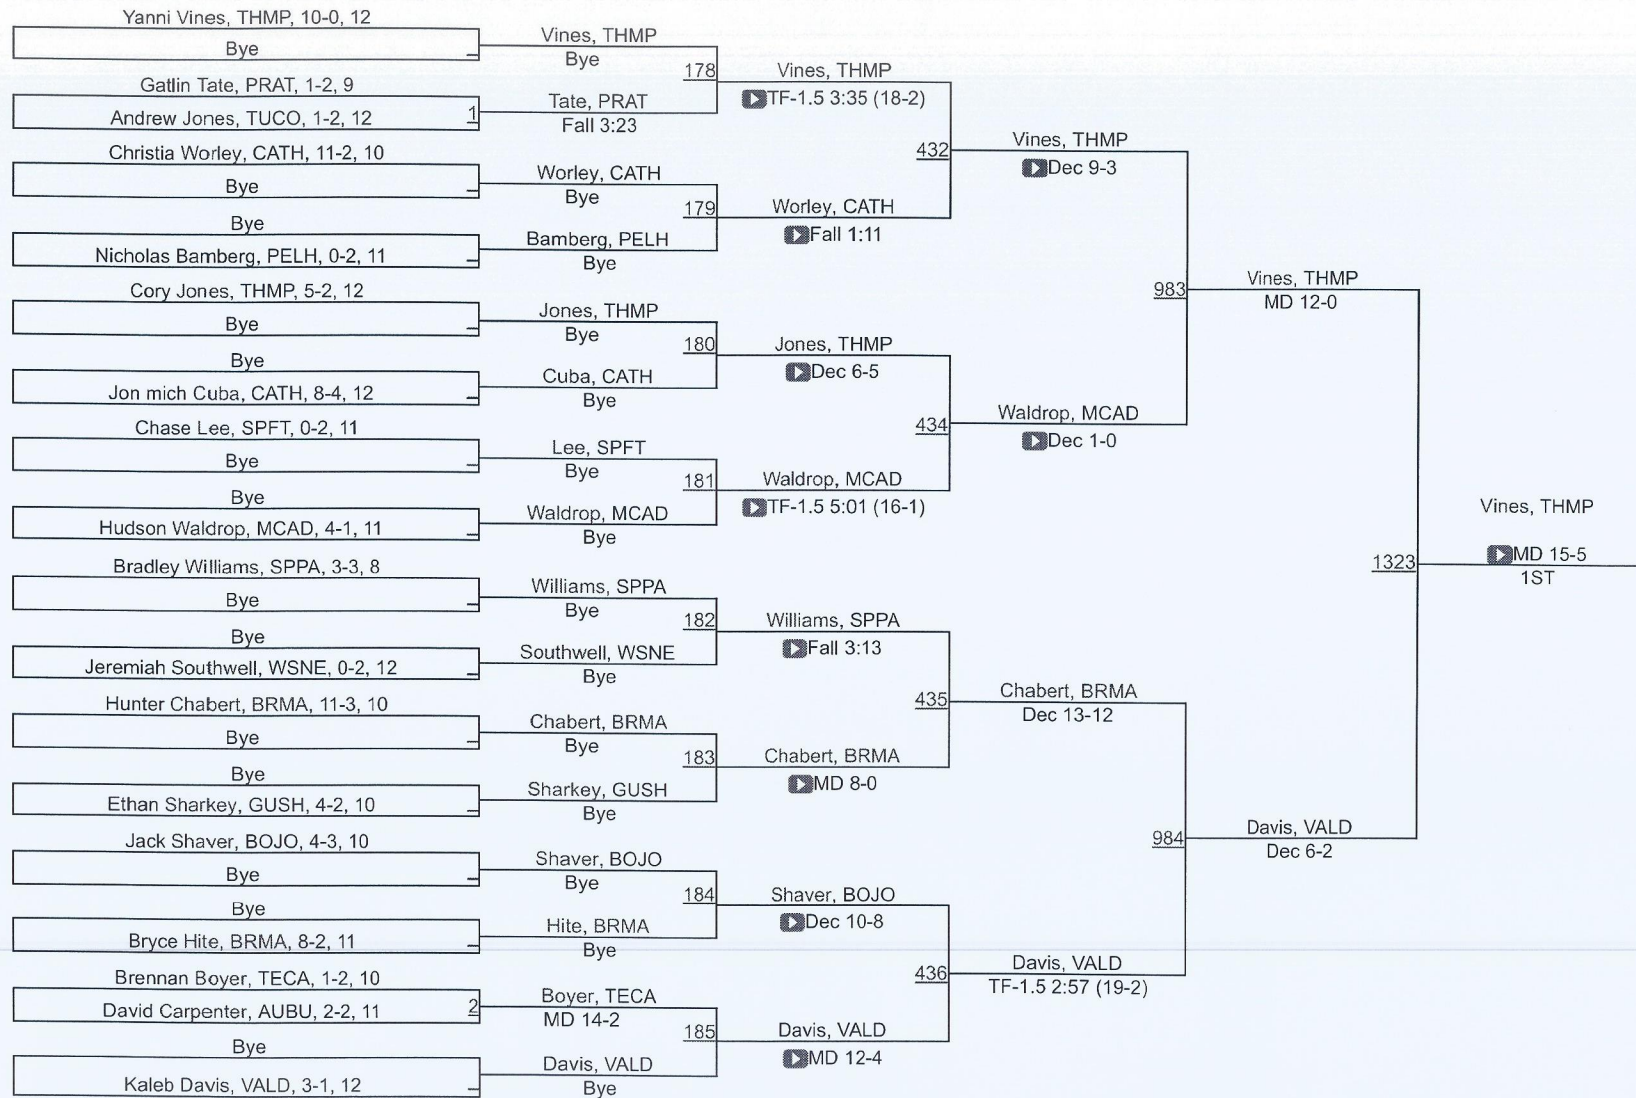 Yanni Vines, THMP, 10-0, 12
Bye
Gatlin Tate, PRAT, 1-2, 9
Andrew Jones, TUCO, 1-2, 12
1
Christia Worley, CATH, 11-2, 10
Bye
Bye
Nicholas Bamberg, PELH, 0-2, 11
Cory Jones, THMP, 5-2, 12
Bye
Bye
Jon mich Cuba, CATH, 8-4, 12
Chase Lee, SPFT, 0-2, 11
Bye
Bye
Hudson Waldrop, MCAD, 4-1, 11
Bradley Williams, SPPA, 3-3, 8
Bye
Bye
Jeremiah Southwell, WSNE, 0-2, 12
Hunter Chabert, BRMA, 11-3, 10
Bye
Bye
Ethan Sharkey, GUSH, 4-2, 10
Jack Shaver, BOJO, 4-3, 10
Bye
Bye
Bryce Hite, BRMA, 8-2, 11
Brennan Boyer, TECA, 1-2, 10
David Carpenter, AUBU, 2-2, 11
2
Bye
Kaleb Davis, VALD, 3-1, 12
Vines, THMP
Bye
178
Tate, PRAT
Fall 3:23
Worley, CATH
Bye
179
Bamberg, PELH
Bye
Jones, THMP
Bye
180
Cuba, CATH
Bye
Lee, SPFT
Bye
181
Waldrop, MCAD
Bye
Williams, SPPA
Bye
182
Southwell, WSNE
Bye
Chabert, BRMA
Bye
183
Sharkey, GUSH
Bye
Shaver, BOJO
Bye
184
Hite, BRMA
Bye
Boyer, TECA
MD 14-2
185
Davis, VALD
Bye
Vines, THMP
TF-1.5 3:35 (18-2)
432
Worley, CATH
Fall 1:11
Jones, THMP
Dec 6-5
434
Waldrop, MCAD
TF-1.5 5:01 (16-1)
Williams, SPPA
Fall 3:13
435
Chabert, BRMA
MD 8-0
Shaver, BOJO
Dec 10-8
436
Davis, VALD
MD 12-4
Vines, THMP
Dec 9-3
983
Waldrop, MCAD
Dec 1-0
Chabert, BRMA
Dec 13-12
984
Davis, VALD
TF-1.5 2:57 (19-2)
Vines, THMP
MD 12-0
1323
Davis, VALD
Dec 6-2
Vines, THMP
MD 15-5
1ST